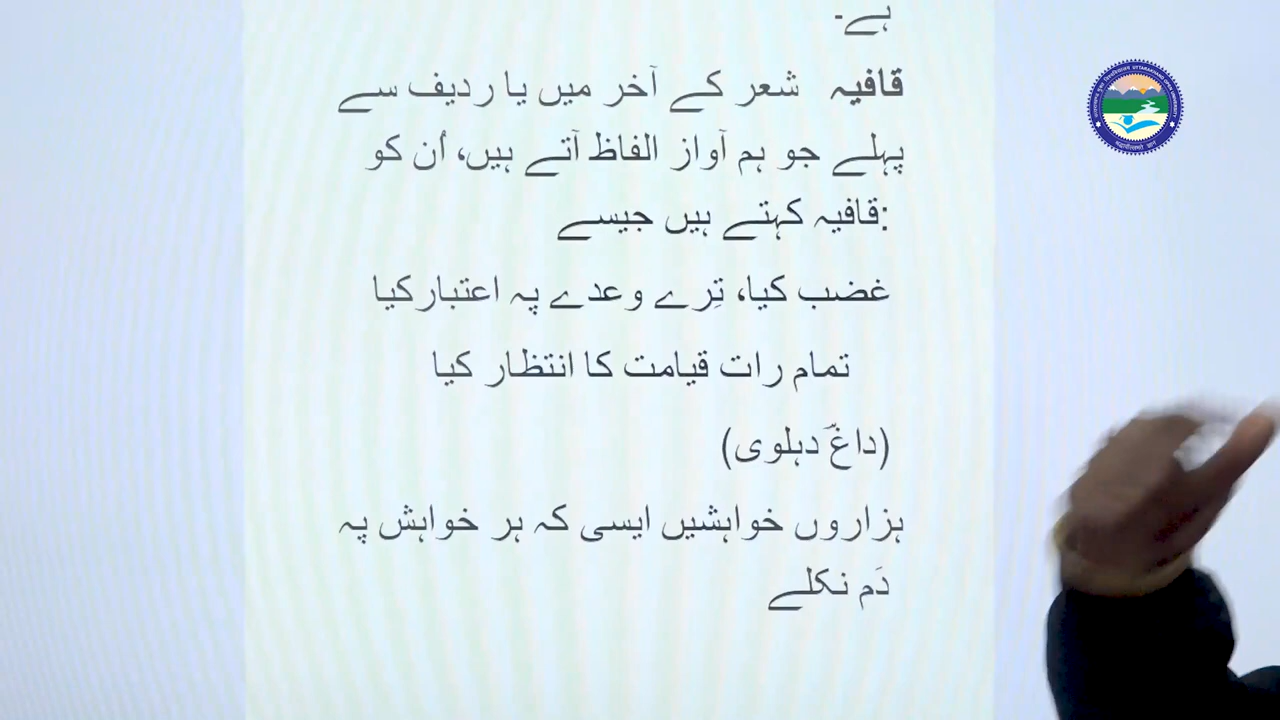 ہے۔
قافیہ شعر کے آخر میں یا ردیف سے
پہلے جو ہم آواز الفاظ آتے ہیں، اُن کو
قافیہ کہتے ہیں جیسے:
غضب کیا، تِرے وعدے پہ اعتبارکیا
تمام رات قیامت کا انتظار کیا
(داغؔ دہلوی)
ہزاروں خواہشیں ایسی کہ ہر خواہش پہ
دَم نکلے